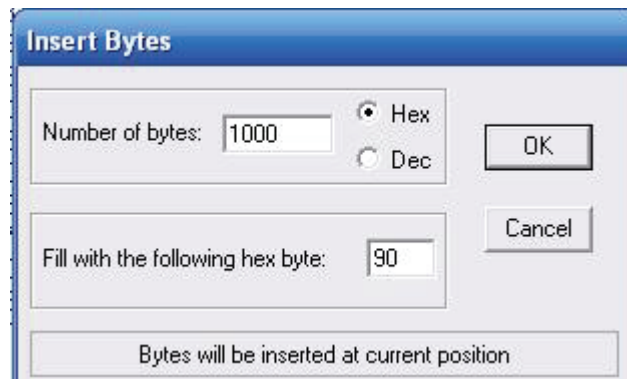 Insert Bytes
Number of bytes: 1000
Hex
Dec
OK
Fill with the following hex byte: 90
Cancel
Bytes will be inserted at current position